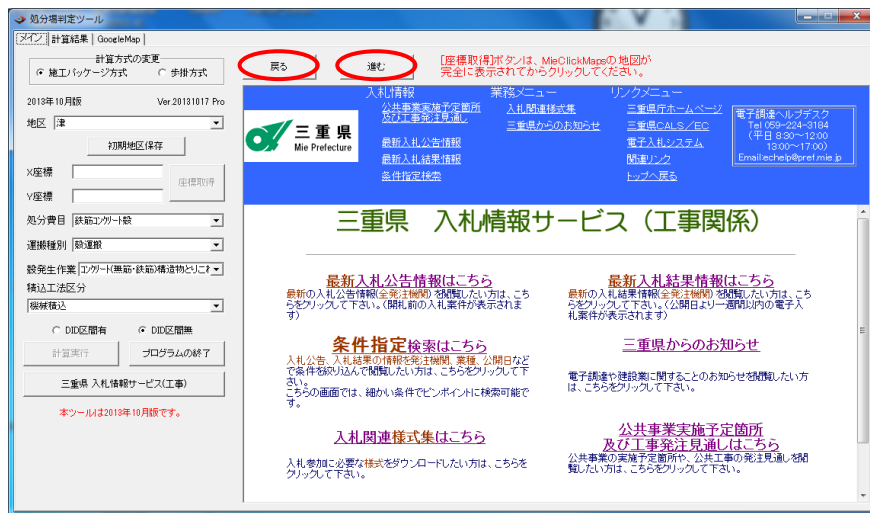 処分場判定ツール
メイン 計算結果 GoogleMap
計算方式の変更
施工パッケージ方式 歩掛方式
戻る 進む
[座標取得]ボタンは、MieClickMapsの地図が
完全に表示されてからクリックしてください。
2013年10月版 Ver.20131017 Pro
地区 津
初期地区保存
X座標
座標取得
Y座標
処分費目 鉄筋コンクリート殻
運搬種別 殻運搬
殻発生作業 コンクリート(無筋・鉄筋)構造物とりこわ
積込工法区分
機械積込
DID区間有 DID区間無
計算実行 プログラムの終了
三重県 入札情報サービス(工事)
本ツールは2013年10月版です。
三重県
Mie Prefecture
入札情報
公共事業実施予定箇所
及び工事発注見通し
最新入札公告情報
最新入札結果情報
条件指定検索
業務メニュー
入札関連様式集
三重県からのお知らせ
リンクメニュー
三重県庁ホームページ
三重県CALS/EC
電子入札システム
関連リンク
トップへ戻る
電子調達ヘルプデスク
Tel 059-224-3184
(平日 8:30~12:00
13:00~17:00)
Email:echelp@pref.mie.jp
三重県 入札情報サービス(工事関係)
最新入札公告情報はこちら
最新の入札公告情報(全発注機関)を閲覧したい方は、こち
らをクリックして下さい。(開札前の入札案件が表示されま
す)
最新入札結果情報はこちら
最新の入札結果情報(全発注機関)を閲覧したい方は、こち
らをクリックして下さい。(公開日より一週間以内の電子入
札案件が表示されます)
条件指定検索はこちら
入札公告、入札結果の情報を発注機関、業種、公開日など
で条件を絞り込んで閲覧したい方は、こちらをクリックして下
さい。
こちらの画面では、細かい条件でピンポイントに検索可能で
す。
三重県からのお知らせ
電子調達や建設業に関することのお知らせを閲覧したい方
は、こちらをクリックして下さい。
入札関連様式集はこちら
入札参加に必要な様式をダウンロードしたい方は、こちらを
クリックして下さい。
公共事業実施予定箇所
及び工事発注見通しはこちら
公共事業の実施予定箇所や、公共工事の発注見通しを閲
覧したい方は、こちらをクリックして下さい。